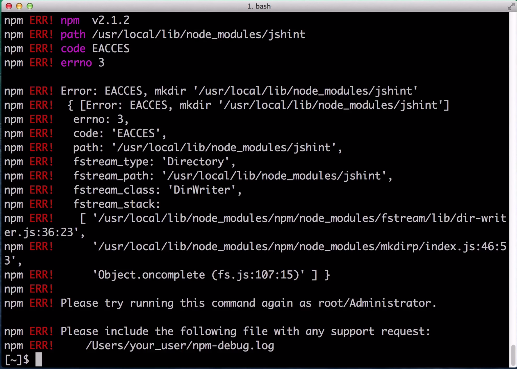 1. bash
npm ERR! npm  v2.1.2
npm ERR! path /usr/local/lib/node_modules/jshint
npm ERR! code EACCES
npm ERR! errno 3
npm ERR! Error: EACCES, mkdir '/usr/local/lib/node_modules/jshint'
npm ERR!  { [Error: EACCES, mkdir '/usr/local/lib/node_modules/jshint']
npm ERR!   errno: 3,
npm ERR!   code: 'EACCES',
npm ERR!   path: '/usr/local/lib/node_modules/jshint',
npm ERR!   fstream_type: 'Directory',
npm ERR!   fstream_path: '/usr/local/lib/node_modules/jshint',
npm ERR!   fstream_class: 'DirWriter',
npm ERR!   fstream_stack:
npm ERR!    [ '/usr/local/lib/node_modules/npm/node_modules/fstream/lib/dir-writ
er.js:36:23',
npm ERR!      '/usr/local/lib/node_modules/npm/node_modules/mkdirp/index.js:46:5
3',
npm ERR!      'Object.oncomplete (fs.js:107:15)' ] }
npm ERR!
npm ERR! Please try running this command again as root/Administrator.
npm ERR! Please include the following file with any support request:
npm ERR!     /Users/your_user/npm-debug.log
[~]$